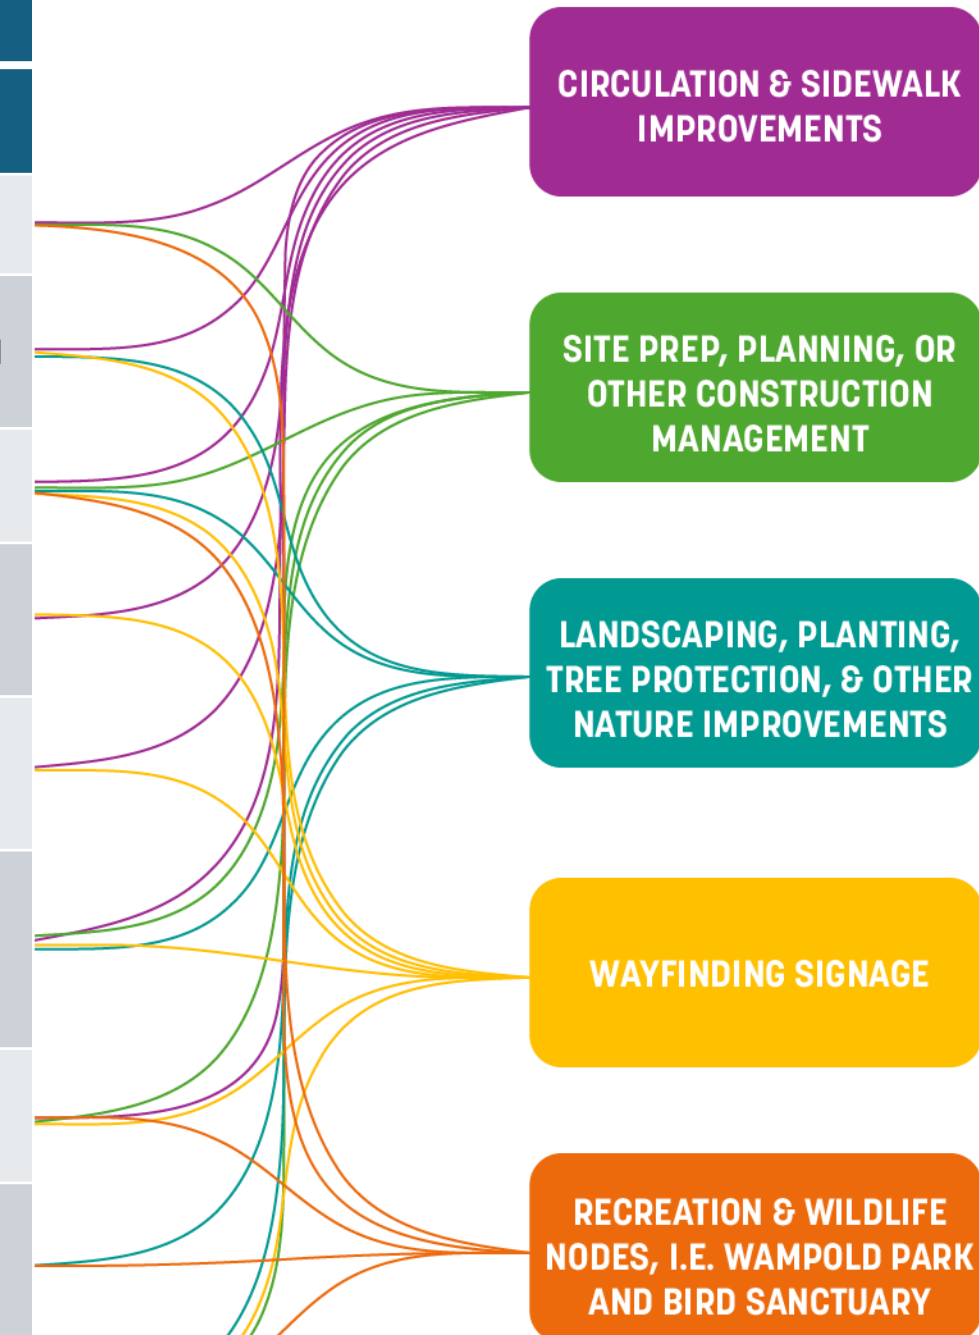 CIRCULATION & SIDEWALK
IMPROVEMENTS
SITE PREP, PLANNING, OR
OTHER CONSTRUCTION
MANAGEMENT
LANDSCAPING, PLANTING,
TREE PROTECTION, & OTHER
NATURE IMPROVEMENTS
WAYFINDING SIGNAGE
RECREATION & WILDLIFE
NODES, I.E. WAMPOLD PARK
AND BIRD SANCTUARY